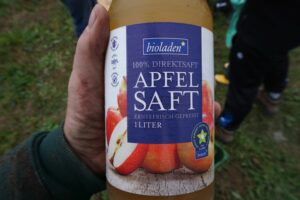 bioladen
100% DIREKTSAFT
APFEL
SAFT
ERNTEFRISCH GEPRESST
1 LITER